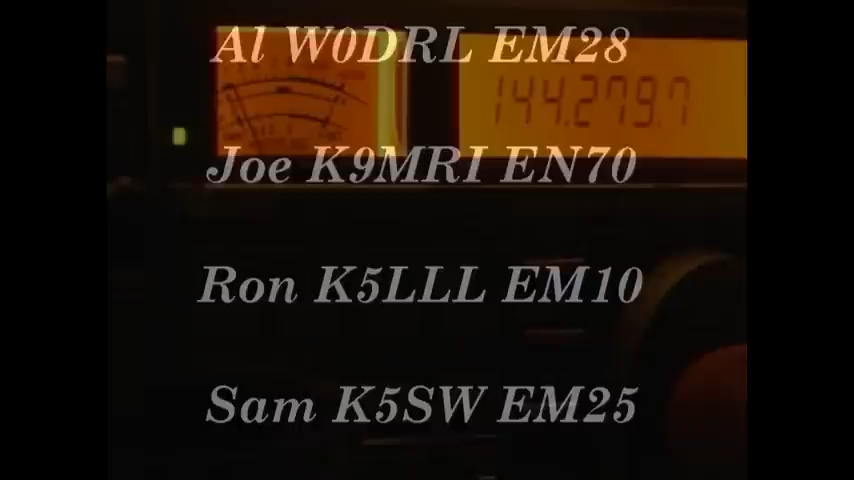 Al W0DRL EM28
144.279.7
Joe K9MRI EN70
Ron K5LLL EM10
Sam K5SW EM25